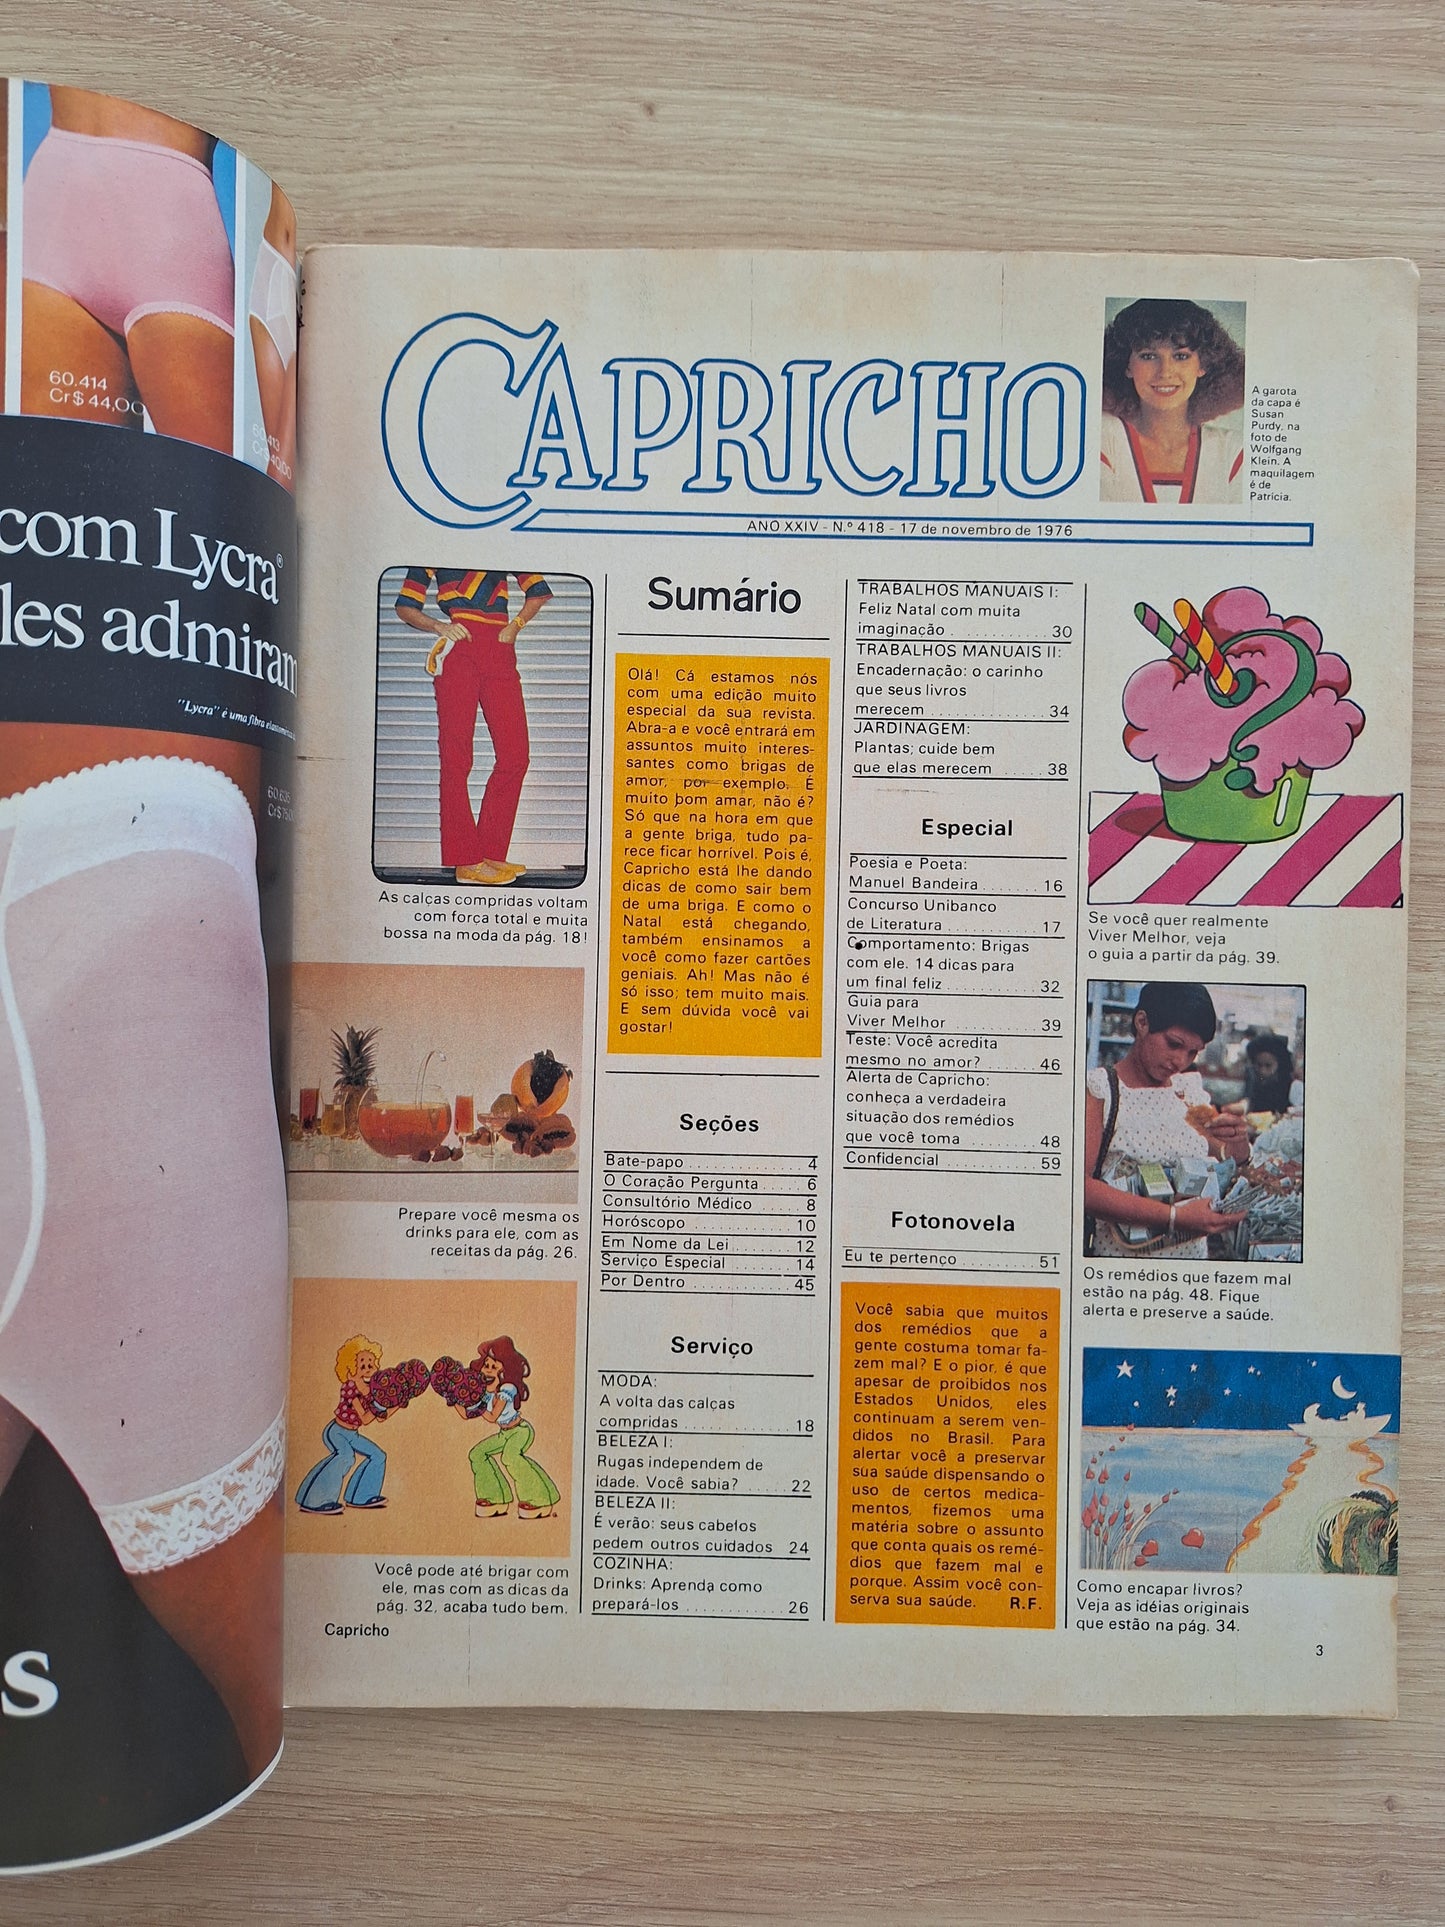 60.414
Cr$ 44,00
60.413
Cr$40,00
com Lycra®
les admiram
"Lycra" é uma fibra
60.635
s
CAPRICHO
ANO XXIV - N.º 418 - 17 de novembro de 1976
A garota
da capa é
Susan
Purdy, na
foto de
Wolfgang
Klein. A
maquilagem
é de
Patrícia.
As calças compridas voltam
com força total e muita
bossa na moda da pág. 18!
Prepare você mesma os
drinks para ele, com as
receitas da pág. 26.
Você pode até brigar com
ele, mas com as dicas da
pág. 32, acaba tudo bem.
Capricho
Sumário
Olá! Cá estamos nós
com uma edição muito
especial da sua revista.
Abra-a e você entrará em
assuntos muito interes-
santes como brigas de
amor, por exemplo. É
muito bom amar, não é?
Só que na hora em que
a gente briga, tudo pa-
rece ficar horrível. Pois é,
Capricho está lhe dando
dicas de como sair bem
de uma briga. E como o
Natal está chegando,
também ensinamos a
você como fazer cartões
geniais. Ah! Mas não é
só isso; tem muito mais.
E sem dúvida você vai
gostar!
Seções
Bate-papo .............. 4
O Coração Pergunta ..... 6
Consultório Médico ...... 8
Horóscopo ............ 10
Em Nome da Lei ....... 12
Serviço Especial ........ 14
Por Dentro ............ 45
Serviço
MODA:
A volta das calças
compridas ............ 18
BELEZA I:
Rugas independem de
idade. Você sabia? ..... 22
BELEZA II:
É verão: seus cabelos
pedem outros cuidados 24
COZINHA:
Drinks: Aprenda como
prepará-los ............ 26
TRABALHOS MANUAIS I:
Feliz Natal com muita
imaginação ............ 30
TRABALHOS MANUAIS II:
Encadernação: o carinho
que seus livros
merecem .............. 34
JARDINAGEM:
Plantas; cuide bem
que elas merecem ...... 38
Especial
Poesia e Poeta:
Manuel Bandeira ....... 16
Concurso Unibanco
de Literatura ........... 17
Comportamento: Brigas
com ele. 14 dicas para
um final feliz ........... 32
Guia para
Viver Melhor .......... 39
Teste: Você acredita
mesmo no amor? ....... 46
Alerta de Capricho:
conheça a verdadeira
situação dos remédios
que você toma ........ 48
Confidencial ........... 59
Fotonovela
Eu te pertenço ......... 51
Você sabia que muitos
dos remédios que a
gente costuma tomar fa-
zem mal? E o pior, é que
apesar de proibidos nos
Estados Unidos, eles
continuam a serem ven-
didos no Brasil. Para
alertar você a preservar
sua saúde dispensando o
uso de certos medica-
mentos, fizemos uma
matéria sobre o assunto
que conta quais os remé-
dios que fazem mal e
porque. Assim você con-
serva sua saúde. R.F.
Se você quer realmente
Viver Melhor, veja
o guia a partir da pág. 39.
Os remédios que fazem mal
estão na pág. 48. Fique
alerta e preserve a saúde.
Como encapar livros?
Veja as idéias originais
que estão na pág. 34.
3